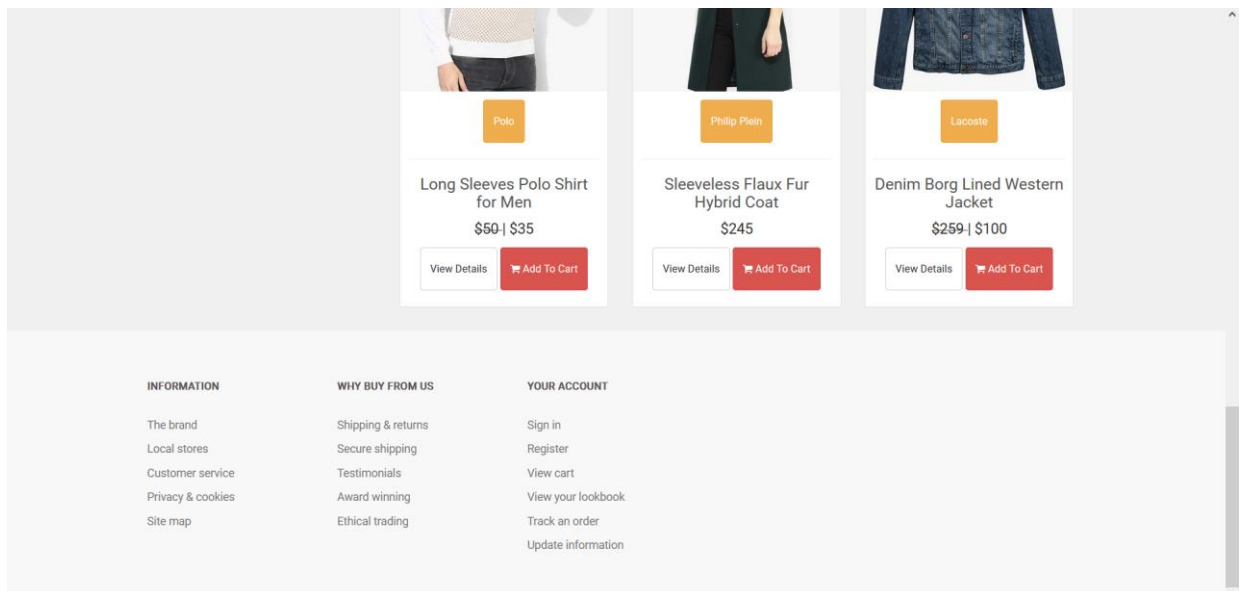 Polo
Long Sleeves Polo Shirt
for Men
$50 | $35
View Details
Add To Cart
Philip Plein
Sleeveless Flaux Fur
Hybrid Coat
$245
View Details
Add To Cart
Lacoste
Denim Borg Lined Western
Jacket
$259 | $100
View Details
Add To Cart
INFORMATION
The brand
Local stores
Customer service
Privacy & cookies
Site map
WHY BUY FROM US
Shipping & returns
Secure shipping
Testimonials
Award winning
Ethical trading
YOUR ACCOUNT
Sign in
Register
View cart
View your lookbook
Track an order
Update information